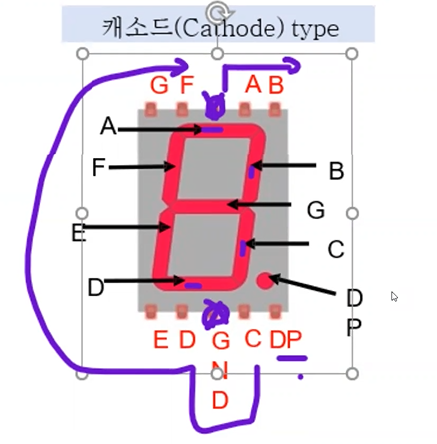 캐소드(Cathode) type
G F A B
A
F
B
G
E
C
D
D
P
E D G C DP
N
D